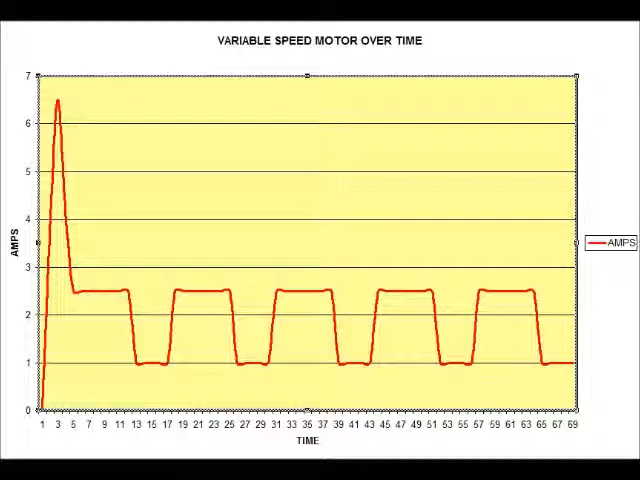 VARIABLE SPEED MOTOR OVER TIME
7
6
5
4
3
2
1
0
AMPS
AMPS
1 3 5 7 9 11 13 15 17 19 21 23 25 27 29 31 33 35 37 39 41 43 45 47 49 51 53 55 57 59 61 63 65 67 69
TIME